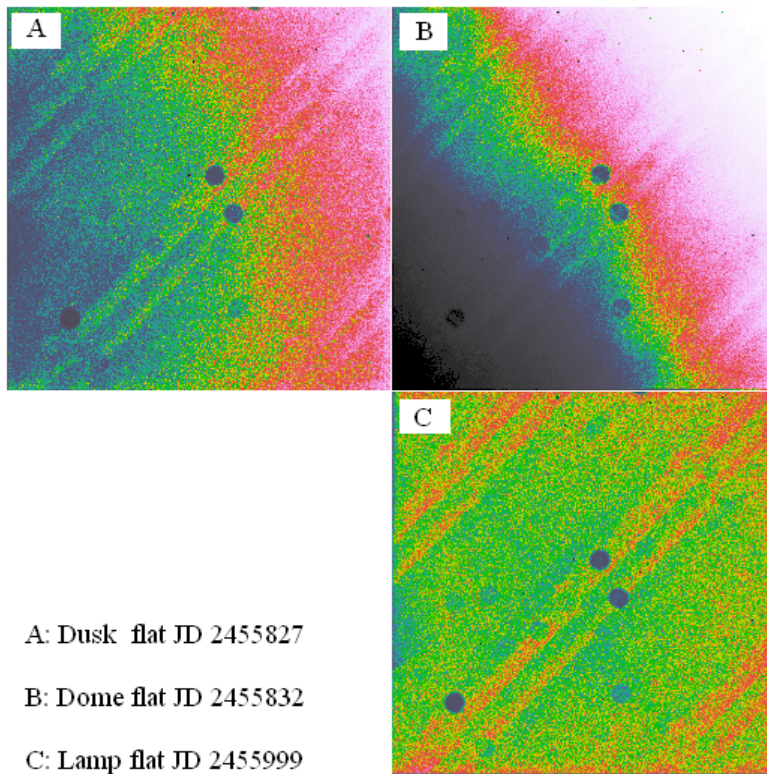 A
B
C
A: Dusk flat JD 2455827
B: Dome flat JD 2455832
C: Lamp flat JD 2455999